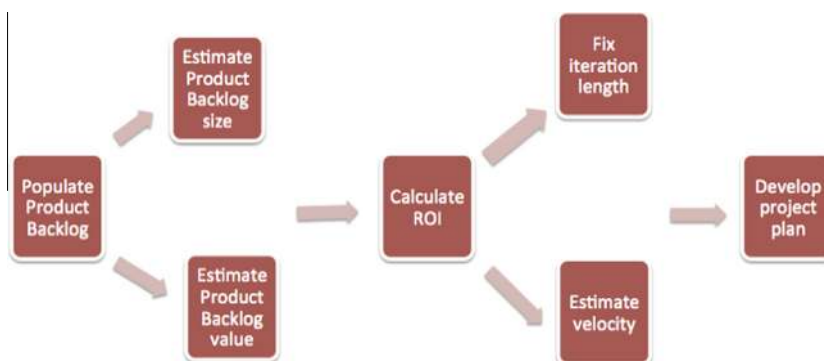 Populate
Product
Backlog
Estimate
Product
Backlog
size
Estimate
Product
Backlog
value
Calculate
ROI
Fix
iteration
length
Estimate
velocity
Develop
project
plan